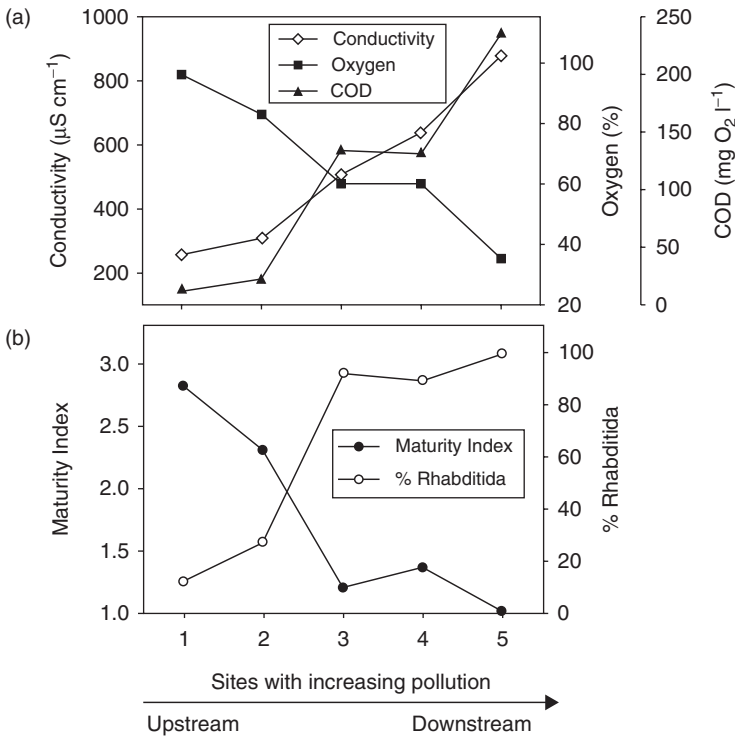 (a)
1000
800
600
400
200
Conductivity (µS cm⁻¹)
Conductivity
Oxygen
COD
100
80
60
40
20
Oxygen (%)
250
200
150
100
50
0
COD (mg O₂ l⁻¹)
(b)
3.0
2.5
2.0
1.5
1.0
Maturity Index
Maturity Index
% Rhabditida
100
80
60
40
20
0
% Rhabditida
1 2 3 4 5
Sites with increasing pollution
Upstream Downstream